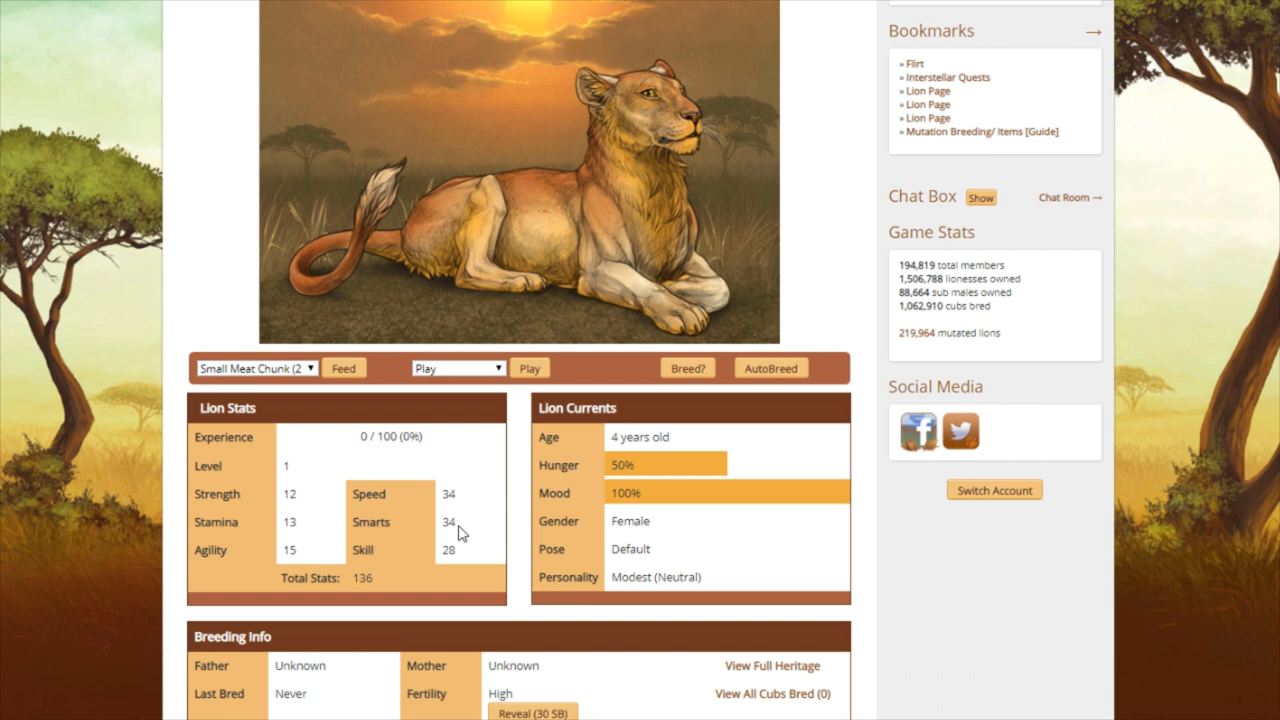 Small Meat Chunk (2
Feed
Play
Play
Breed?
AutoBreed
Lion Stats
Experience 0 / 100 (0%)
Level 1
Strength 12 Speed 34
Stamina 13 Smarts 34
Agility 15 Skill 28
Total Stats: 136
Lion Currents
Age 4 years old
Hunger 50%
Mood 100%
Gender Female
Pose Default
Personality Modest (Neutral)
Breeding Info
Father Unknown Mother Unknown View Full Heritage
Last Bred Never Fertility High View All Cubs Bred (0)
Reveal (30 SB)
Bookmarks →
» Flirt
» Interstellar Quests
» Lion Page
» Lion Page
» Lion Page
» Mutation Breeding/ Items [Guide]
Chat Box Show Chat Room →
Game Stats
194,819 total members
1,506,788 lionesses owned
88,664 sub males owned
1,062,910 cubs bred
219,964 mutated lions
Social Media
Switch Account